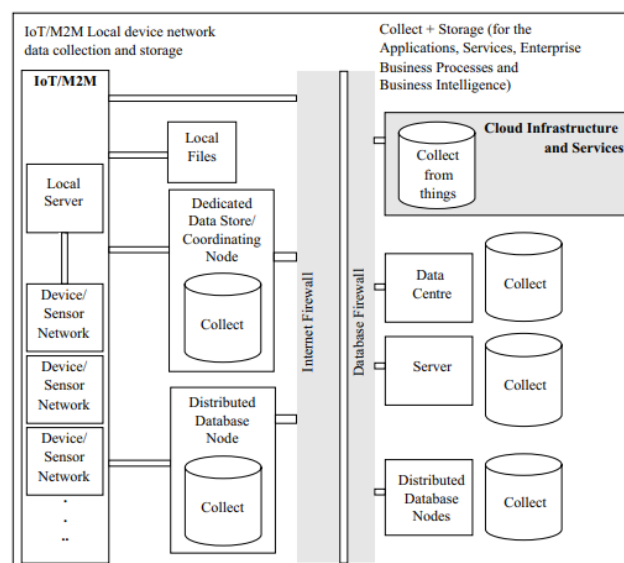 IoT/M2M Local device network
data collection and storage
Collect + Storage (for the
Applications, Services, Enterprise
Business Processes and
Business Intelligence)
IoT/M2M
Local
Server
Device/
Sensor
Network
Device/
Sensor
Network
Device/
Sensor
Network
.
.
..
Local
Files
Dedicated
Data Store/
Coordinating
Node
Collect
Distributed
Database
Node
Collect
Internet Firewall
Database Firewall
Cloud Infrastructure
and Services
Collect
from
things
Data
Centre
Collect
Server
Collect
Distributed
Database
Nodes
Collect